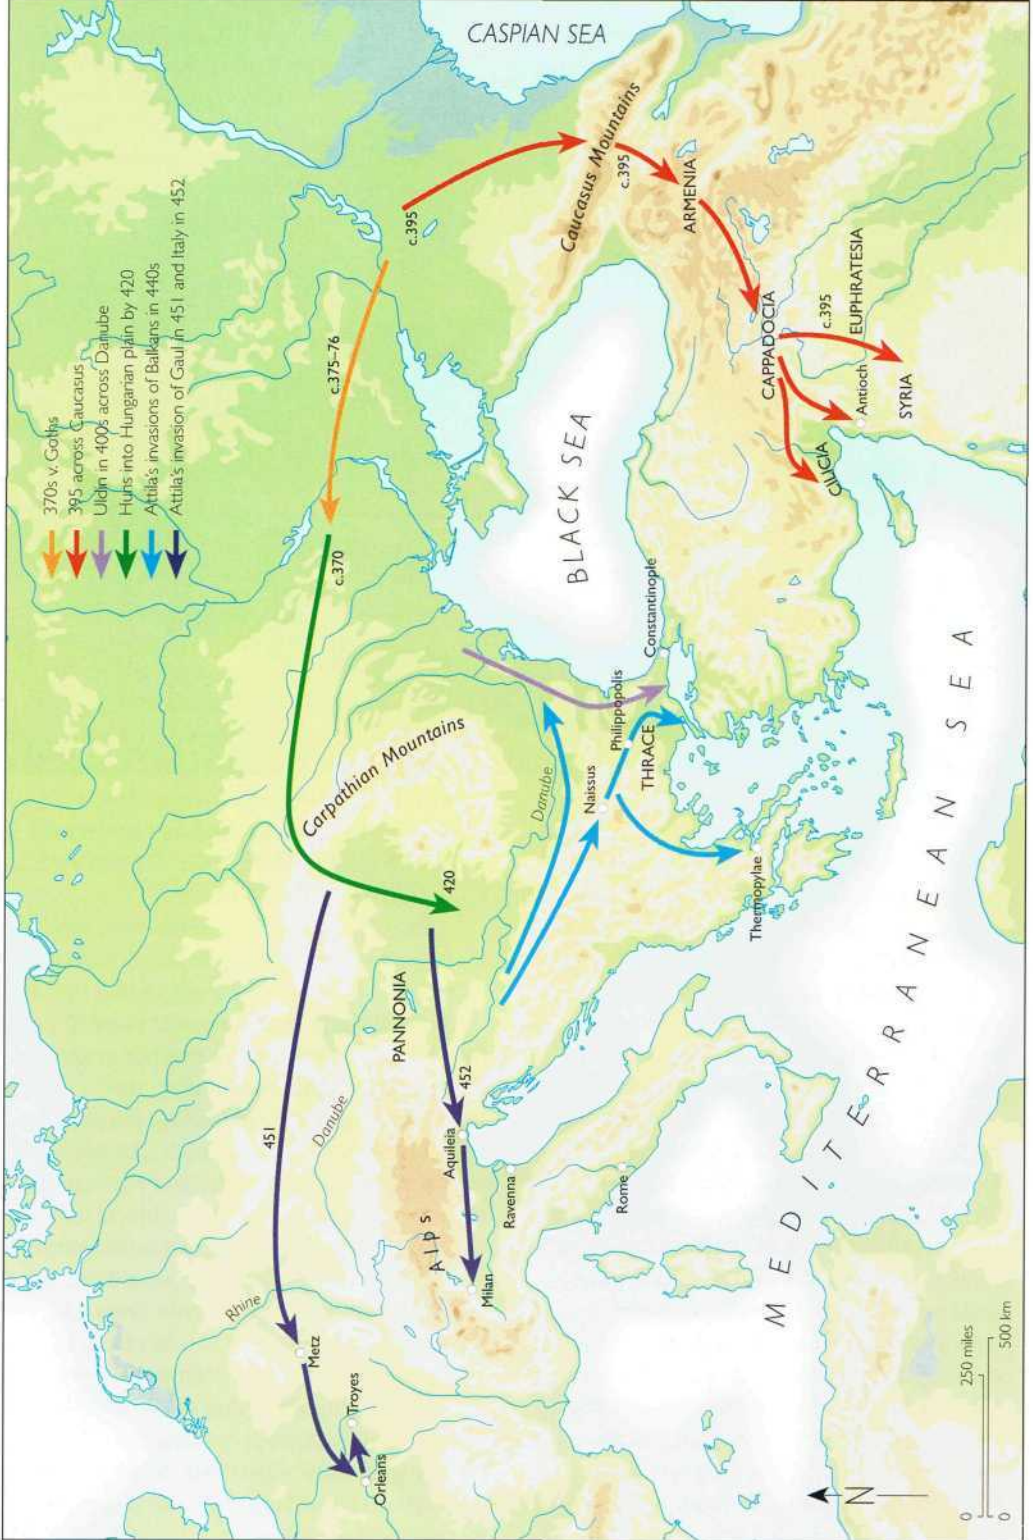 370s v. Goths
395 across Caucasus
Uldin in 400s across Danube
Huns into Hungarian plain by 420
Attila's invasions of Balkans in 440s
Attila's invasion of Gaul in 451 and Italy in 452
CASPIAN SEA
Caucasus Mountains
c.395
c.395
ARMENIA
c.375–76
CAPPADOCIA
c.395
EUPHRATESIA
Antioch
SYRIA
CILICIA
BLACK SEA
c.370
Constantinople
Carpathian Mountains
Philippopolis
THRACE
Naissus
Danube
Thermopylae
420
PANNONIA
452
451
Danube
Aquileia
Alps
Ravenna
Rome
Milan
Rhine
Metz
Troyes
Orleans
MEDITERRANEAN SEA
N
0 250 miles
0 500 km